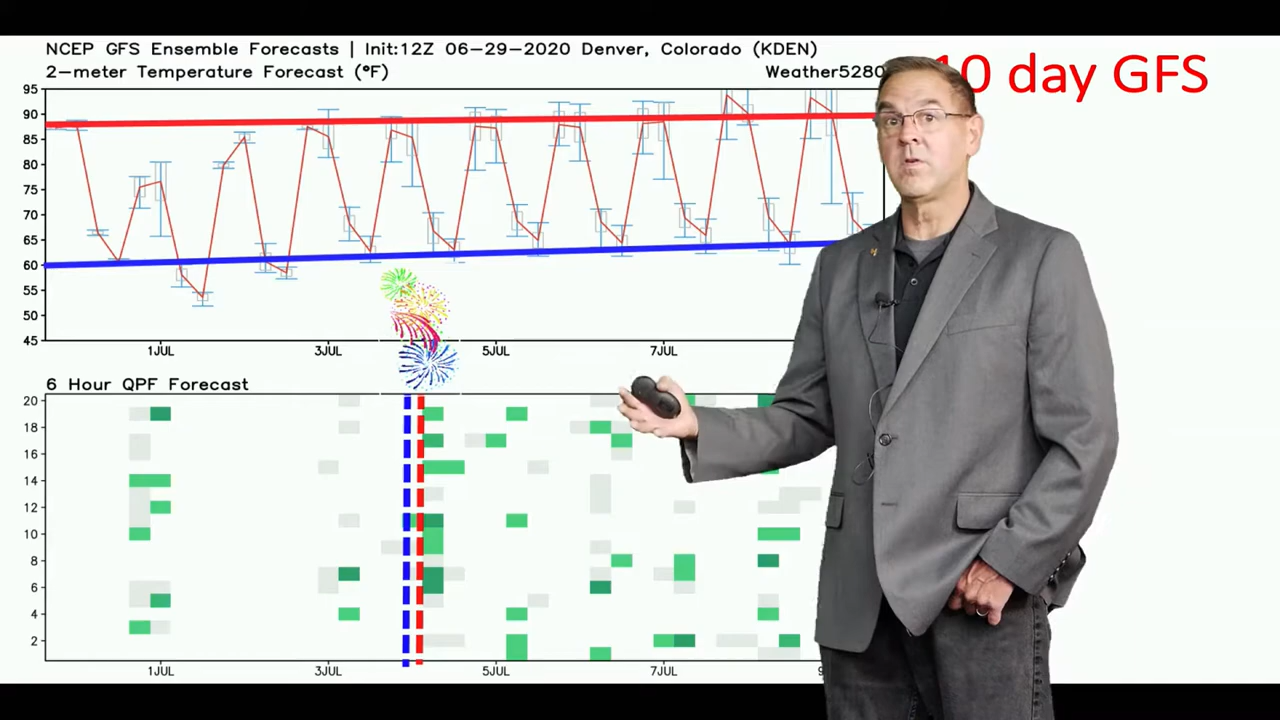 NCEP GFS Ensemble Forecasts | Init:12Z 06-29-2020 Denver, Colorado (KDEN)
2-meter Temperature Forecast (°F)
Weather5280
10 day GFS
95
90
85
80
75
70
65
60
55
50
45
1JUL
3JUL
5JUL
7JUL
6 Hour QPF Forecast
20
18
16
14
12
10
8
6
4
2
1JUL
3JUL
5JUL
7JUL